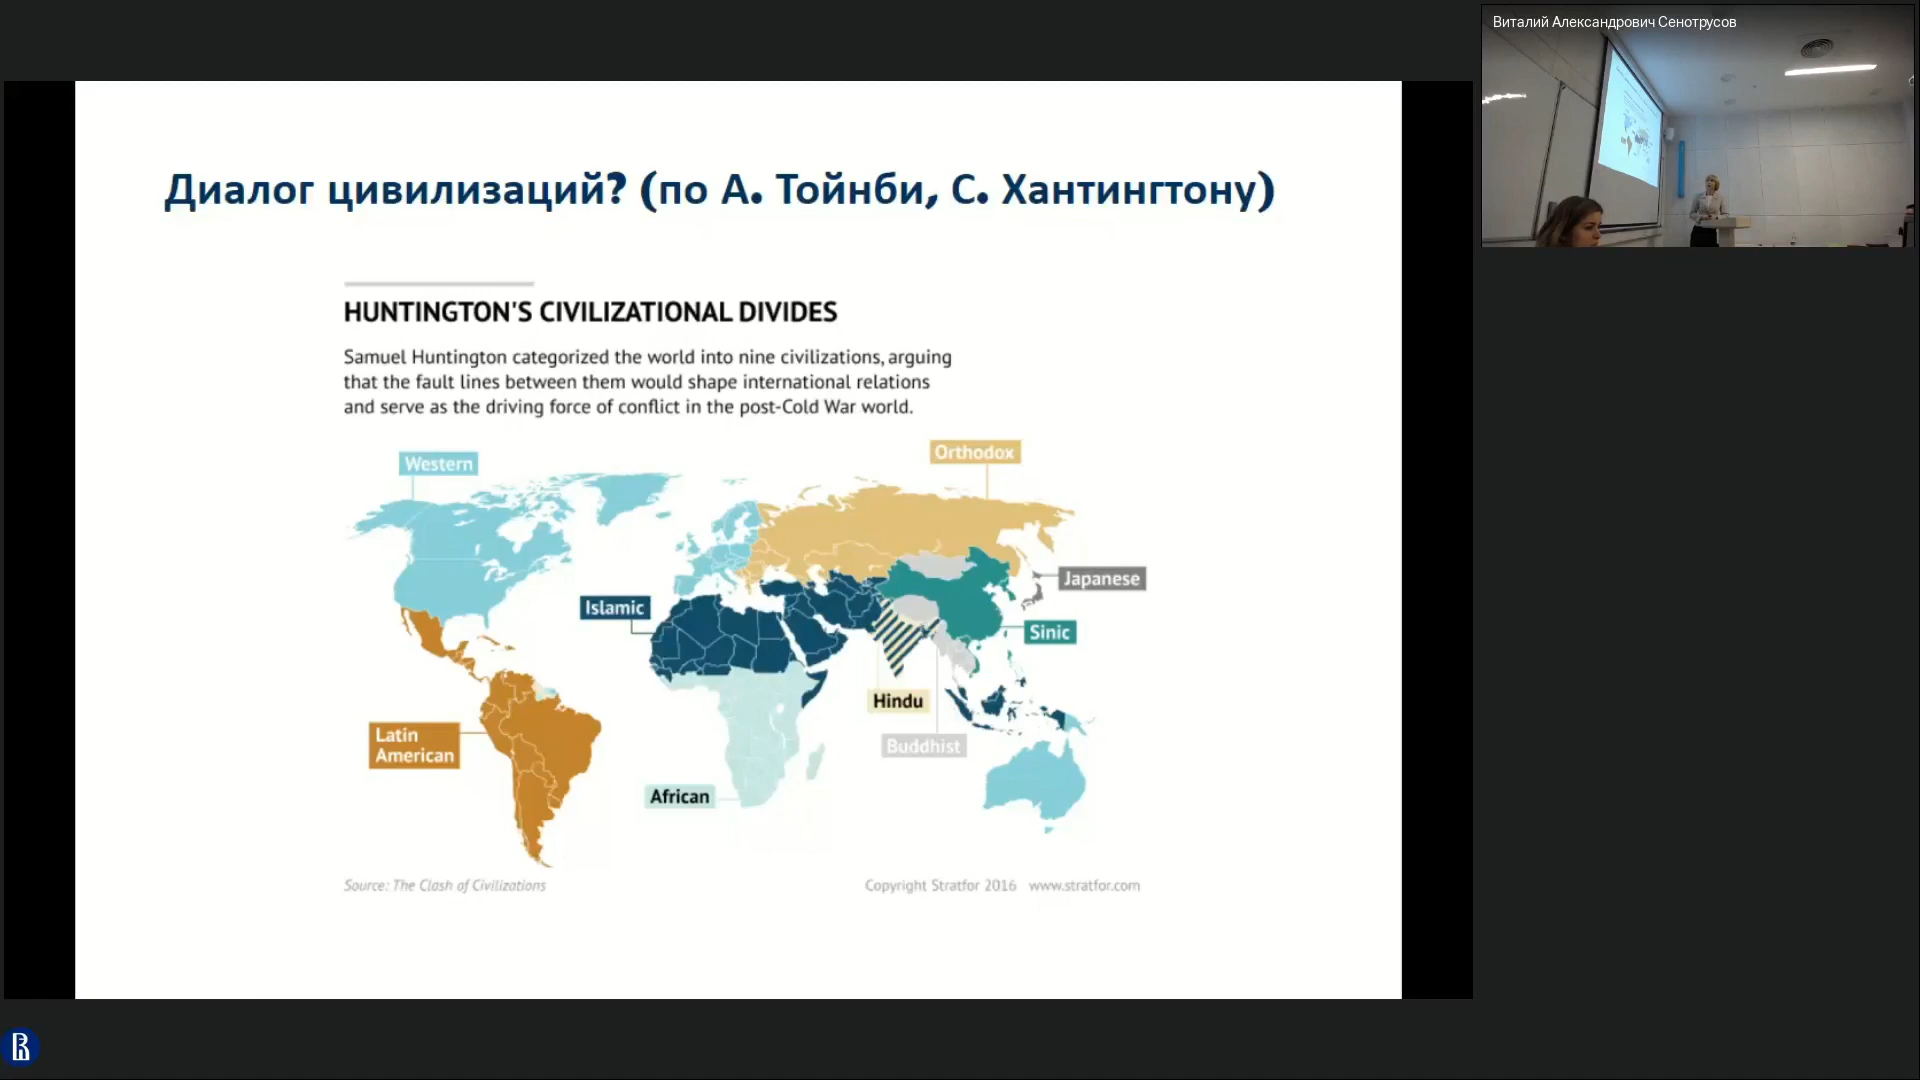 Виталий Александрович Сенотрусов
Диалог цивилизаций? (по А. Тойнби, С. Хантингтону)
HUNTINGTON'S CIVILIZATIONAL DIVIDES
Samuel Huntington categorized the world into nine civilizations, arguing
that the fault lines between them would shape international relations
and serve as the driving force of conflict in the post-Cold War world.
Western
Orthodox
Japanese
Islamic
Sinic
Hindu
Latin
American
Buddhist
African
Source: The Clash of Civilizations
Copyright Stratfor 2016 www.stratfor.com